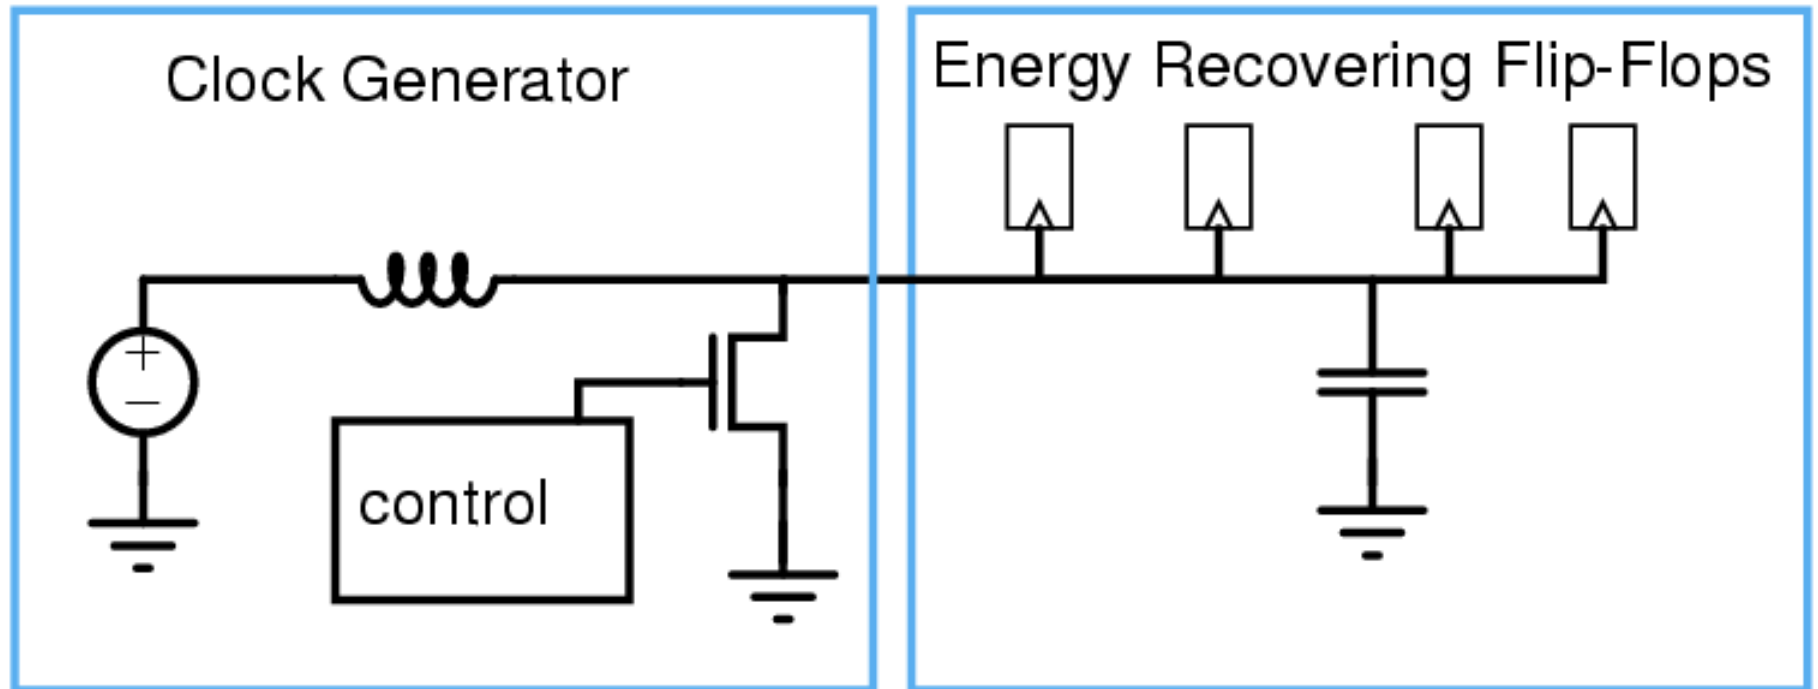 Clock Generator
Energy Recovering Flip-Flops
+
−
control